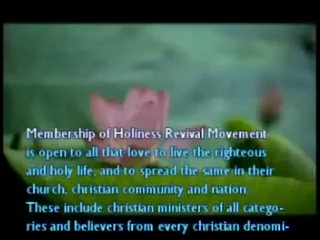 Membership of Holiness Revival Movement
is open to all that love to live the righteous
and holy life, and to spread the same in their
church, christian community and nation.
These include christian ministers of all catego-
ries and believers from every christian denomi-